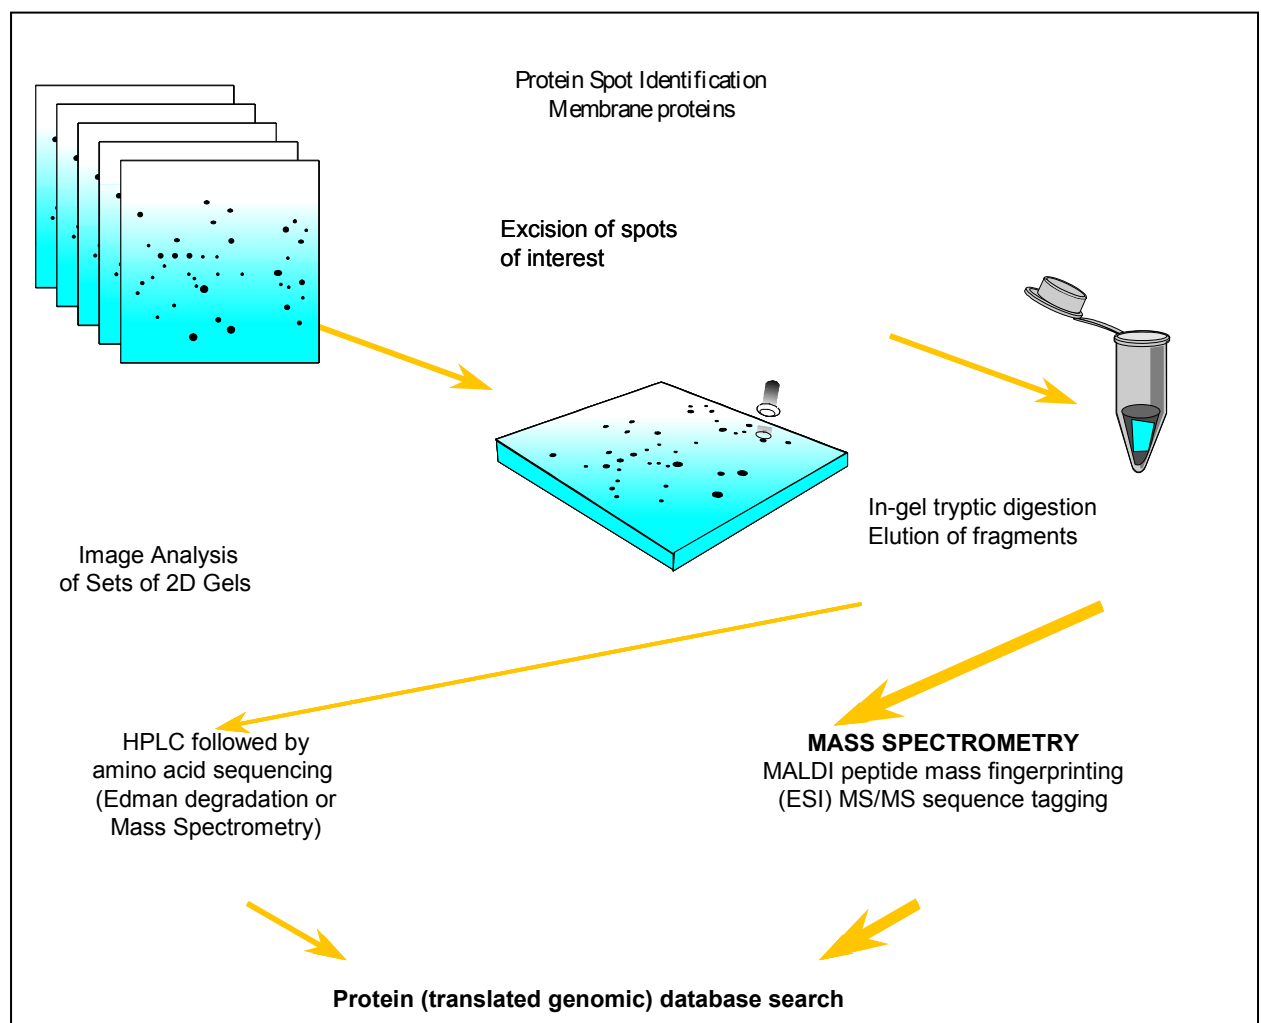 Protein Spot Identification
Membrane proteins
Excision of spots
of interest
In-gel tryptic digestion
Elution of fragments
Image Analysis
of Sets of 2D Gels
HPLC followed by
amino acid sequencing
(Edman degradation or
Mass Spectrometry)
MASS SPECTROMETRY
MALDI peptide mass fingerprinting
(ESI) MS/MS sequence tagging
Protein (translated genomic) database search